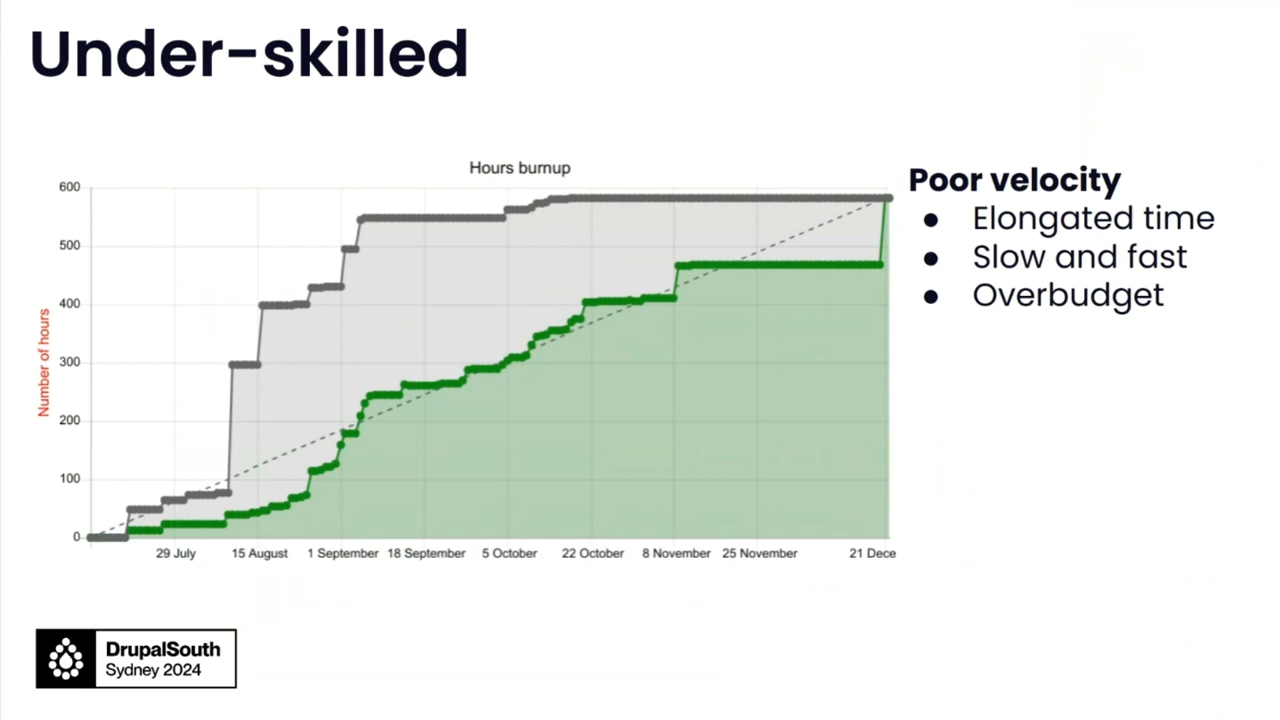 Under-skilled
Hours burnup
Number of hours
600
500
400
300
200
100
0
29 July
15 August
1 September
18 September
5 October
22 October
8 November
25 November
21 Dece
Poor velocity
● Elongated time
● Slow and fast
● Overbudget
DrupalSouth
Sydney 2024